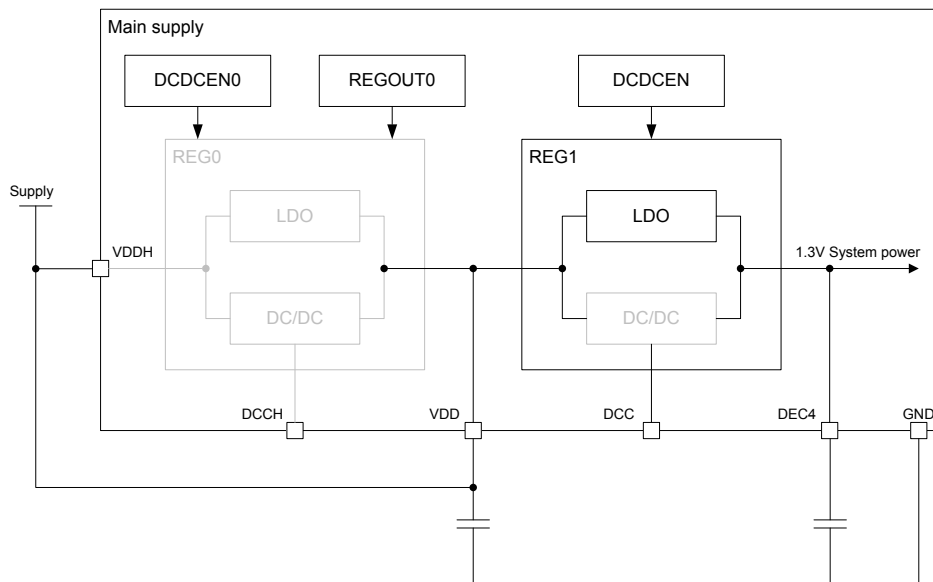 Main supply
DCDCEN0
REGOUT0
DCDCEN
REG0
REG1
Supply
LDO
LDO
VDDH
1.3V System power
DC/DC
DC/DC
DCCH
VDD
DCC
DEC4
GND